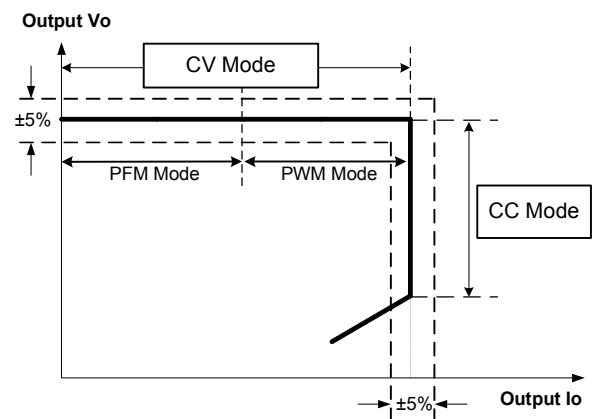 Output Vo
CV Mode
±5%
PFM Mode
PWM Mode
CC Mode
±5%
Output Io